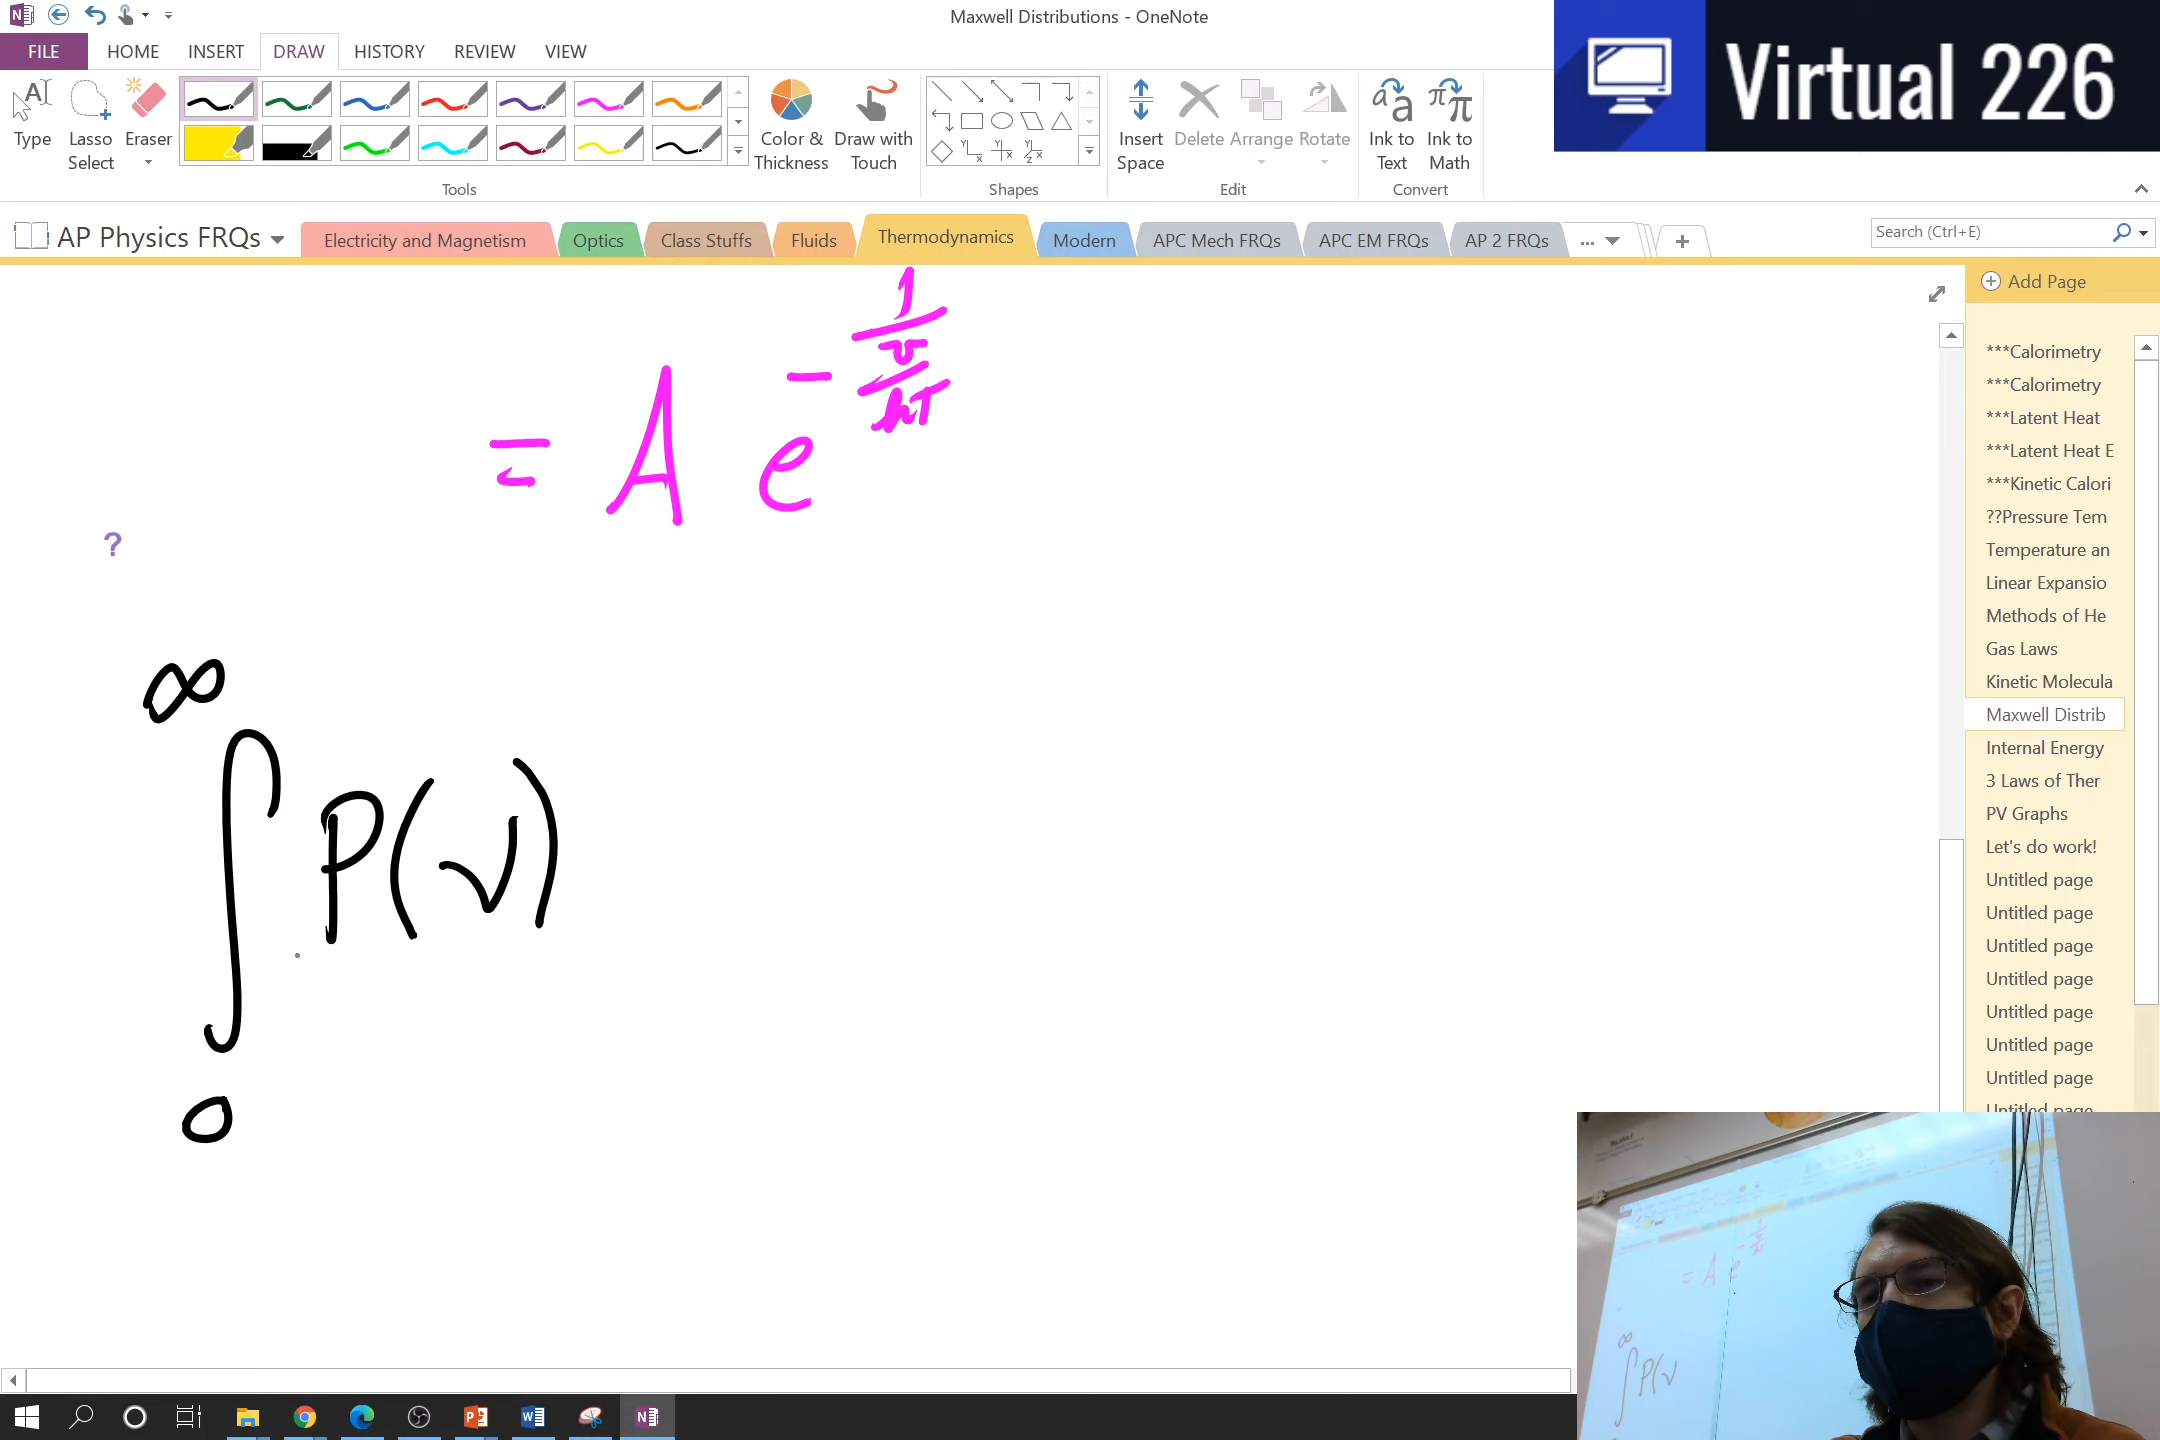 Maxwell Distributions - OneNote
Virtual 226
FILE HOME INSERT DRAW HISTORY REVIEW VIEW
Type Lasso Select Eraser Color & Thickness Draw with Touch Insert Space Delete Arrange Rotate Ink to Text Ink to Math
Tools Shapes Edit Convert
AP Physics FRQs Electricity and Magnetism Optics Class Stuffs Fluids Thermodynamics Modern APC Mech FRQs APC EM FRQs AP 2 FRQs ... + Search (Ctrl+E)
Add Page
***Calorimetry
***Calorimetry
***Latent Heat
***Latent Heat E
***Kinetic Calori
??Pressure Tem
Temperature an
Linear Expansio
Methods of He
Gas Laws
Kinetic Molecula
Maxwell Distrib
Internal Energy
3 Laws of Ther
PV Graphs
Let's do work!
Untitled page
Untitled page
Untitled page
Untitled page
Untitled page
Untitled page
Untitled page
Untitled page
= A e
?
∞
∫ P(v)
0